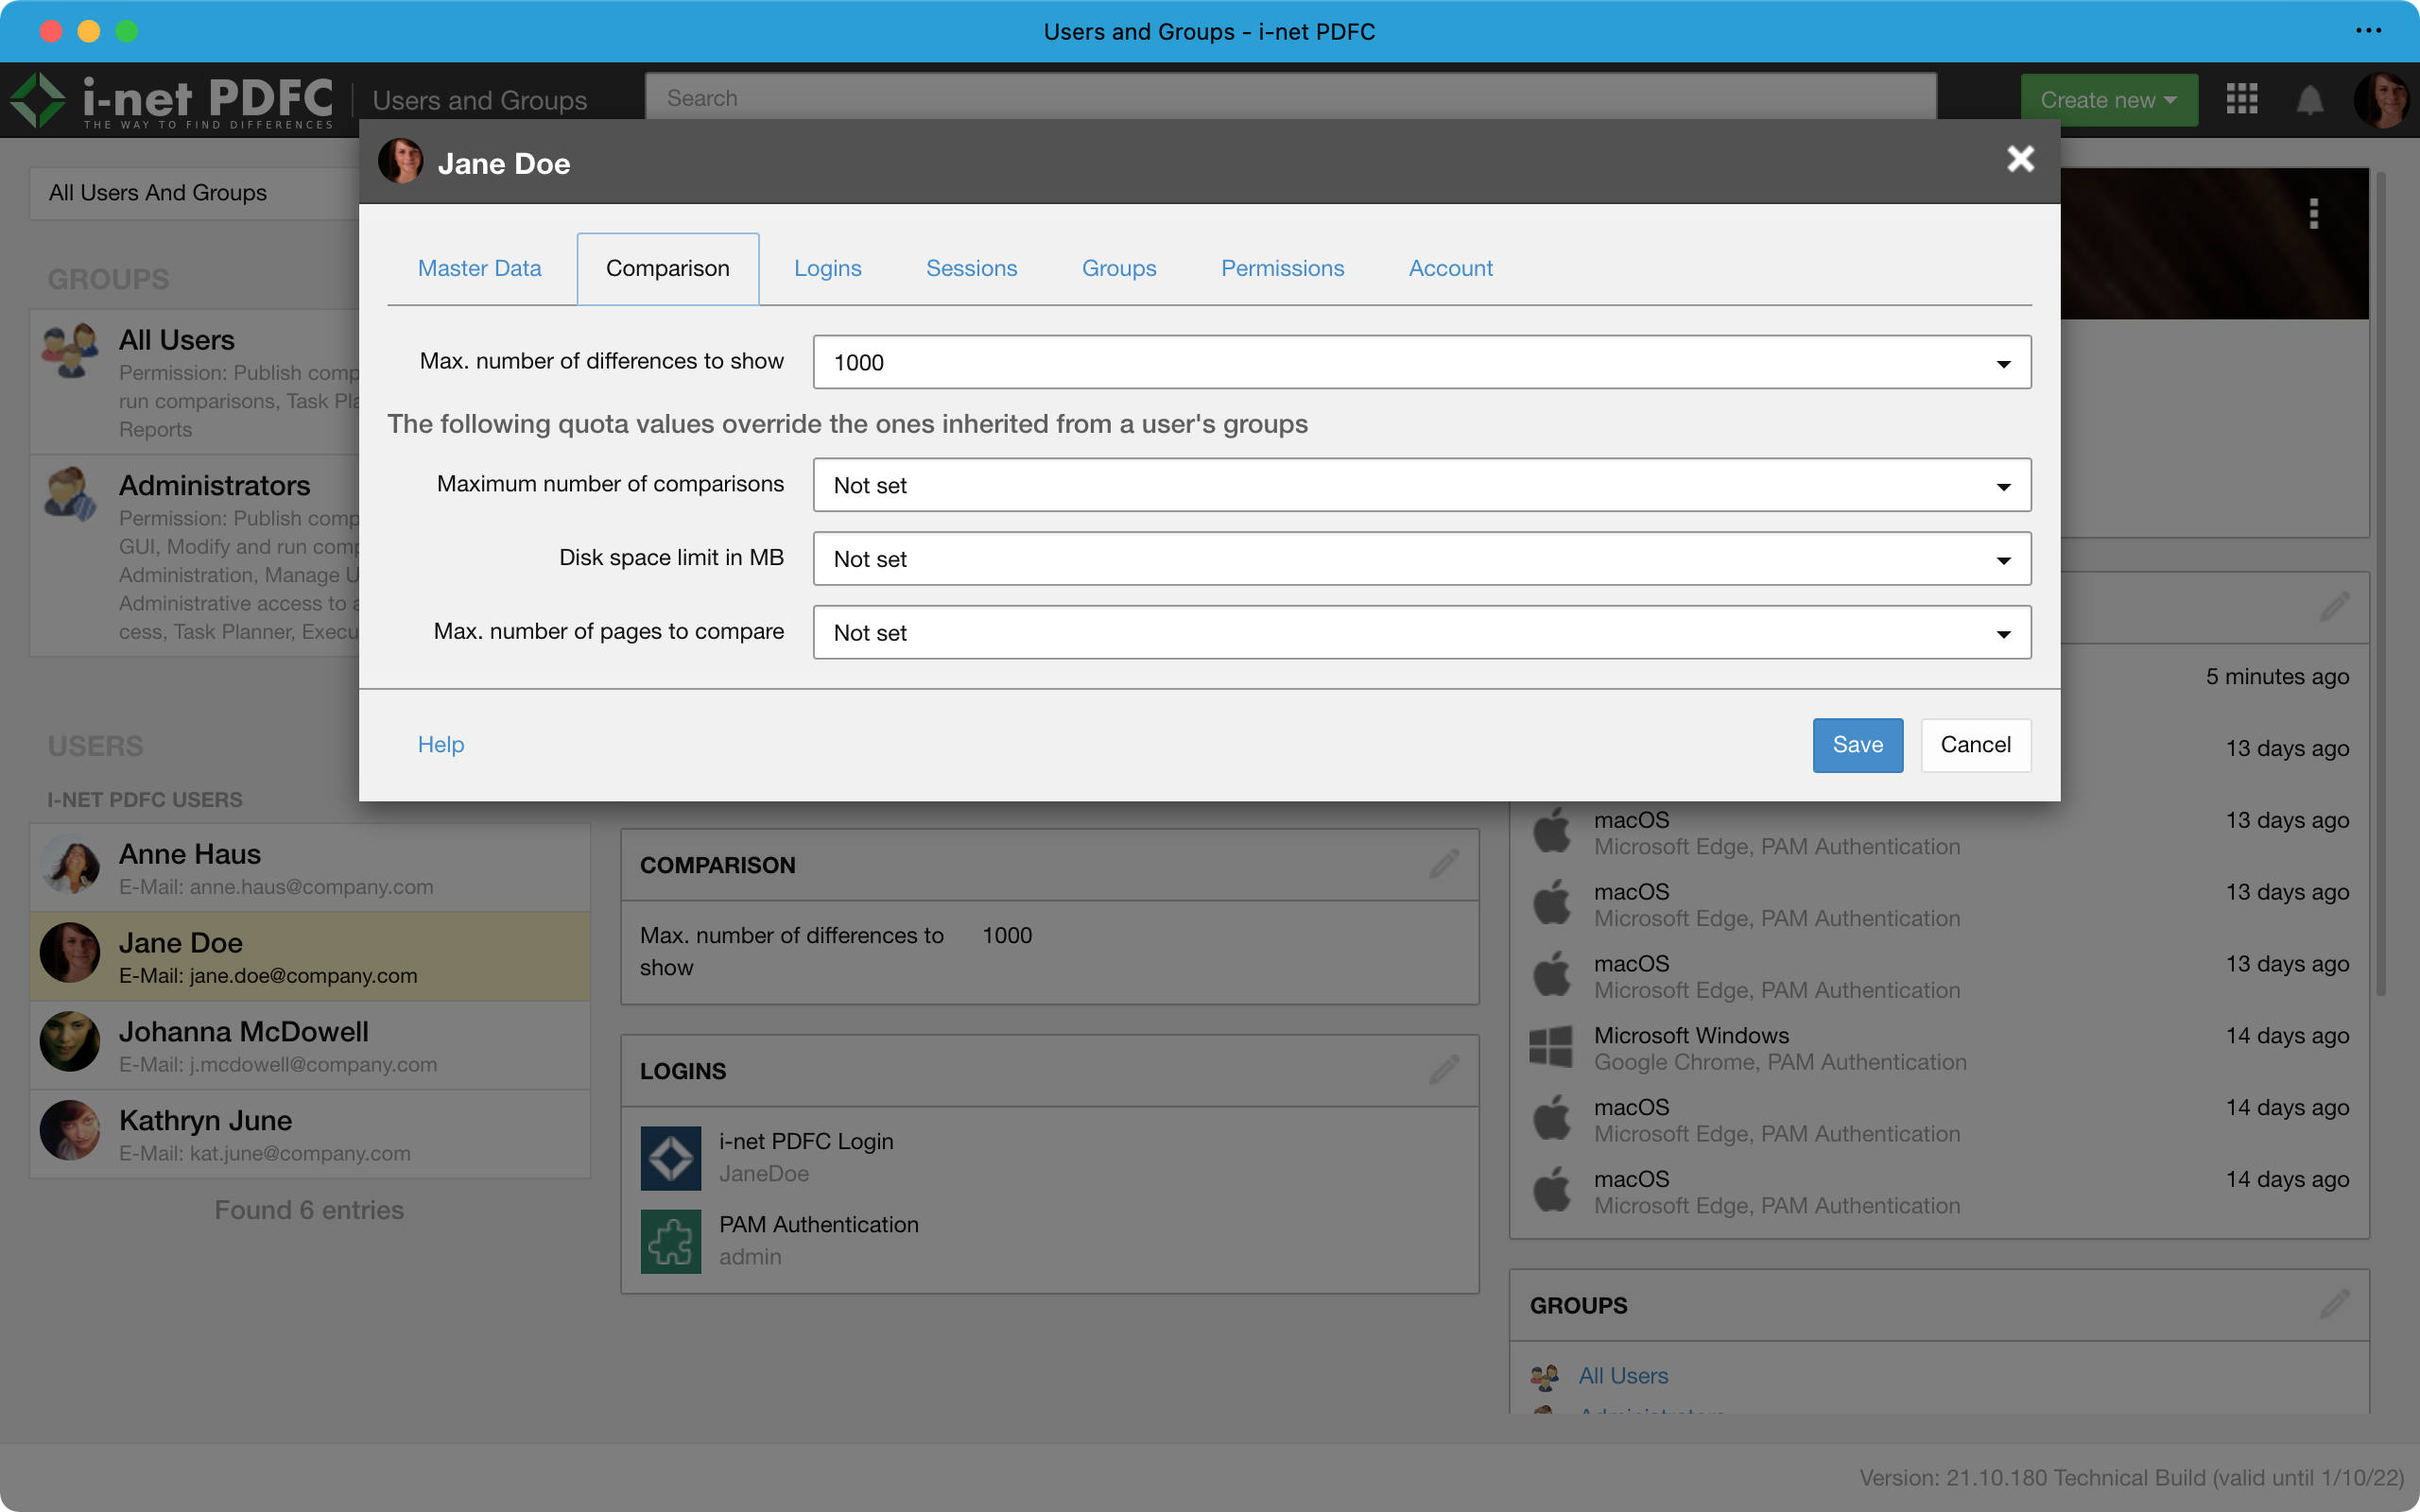 Users and Groups - i-net PDFC
i-net PDFC
THE WAY TO FIND DIFFERENCES
Users and Groups
Search
Create new
Jane Doe
All Users And Groups
Master Data
Comparison
Logins
Sessions
Groups
Permissions
Account
GROUPS
All Users
Permission: Publish comp
run comparisons, Task Pla
Reports
Administrators
Permission: Publish comp
GUI, Modify and run comp
Administration, Manage U
Administrative access to a
cess, Task Planner, Execu
Max. number of differences to show
1000
The following quota values override the ones inherited from a user's groups
Maximum number of comparisons
Not set
Disk space limit in MB
Not set
Max. number of pages to compare
Not set
Help
Save
Cancel
USERS
I-NET PDFC USERS
Anne Haus
E-Mail: anne.haus@company.com
Jane Doe
E-Mail: jane.doe@company.com
Johanna McDowell
E-Mail: j.mcdowell@company.com
Kathryn June
E-Mail: kat.june@company.com
Found 6 entries
COMPARISON
Max. number of differences to
show
1000
LOGINS
i-net PDFC Login
JaneDoe
PAM Authentication
admin
5 minutes ago
13 days ago
macOS
Microsoft Edge, PAM Authentication
13 days ago
macOS
Microsoft Edge, PAM Authentication
13 days ago
macOS
Microsoft Edge, PAM Authentication
13 days ago
Microsoft Windows
Google Chrome, PAM Authentication
14 days ago
macOS
Microsoft Edge, PAM Authentication
14 days ago
macOS
Microsoft Edge, PAM Authentication
14 days ago
GROUPS
All Users
Version: 21.10.180 Technical Build (valid until 1/10/22)